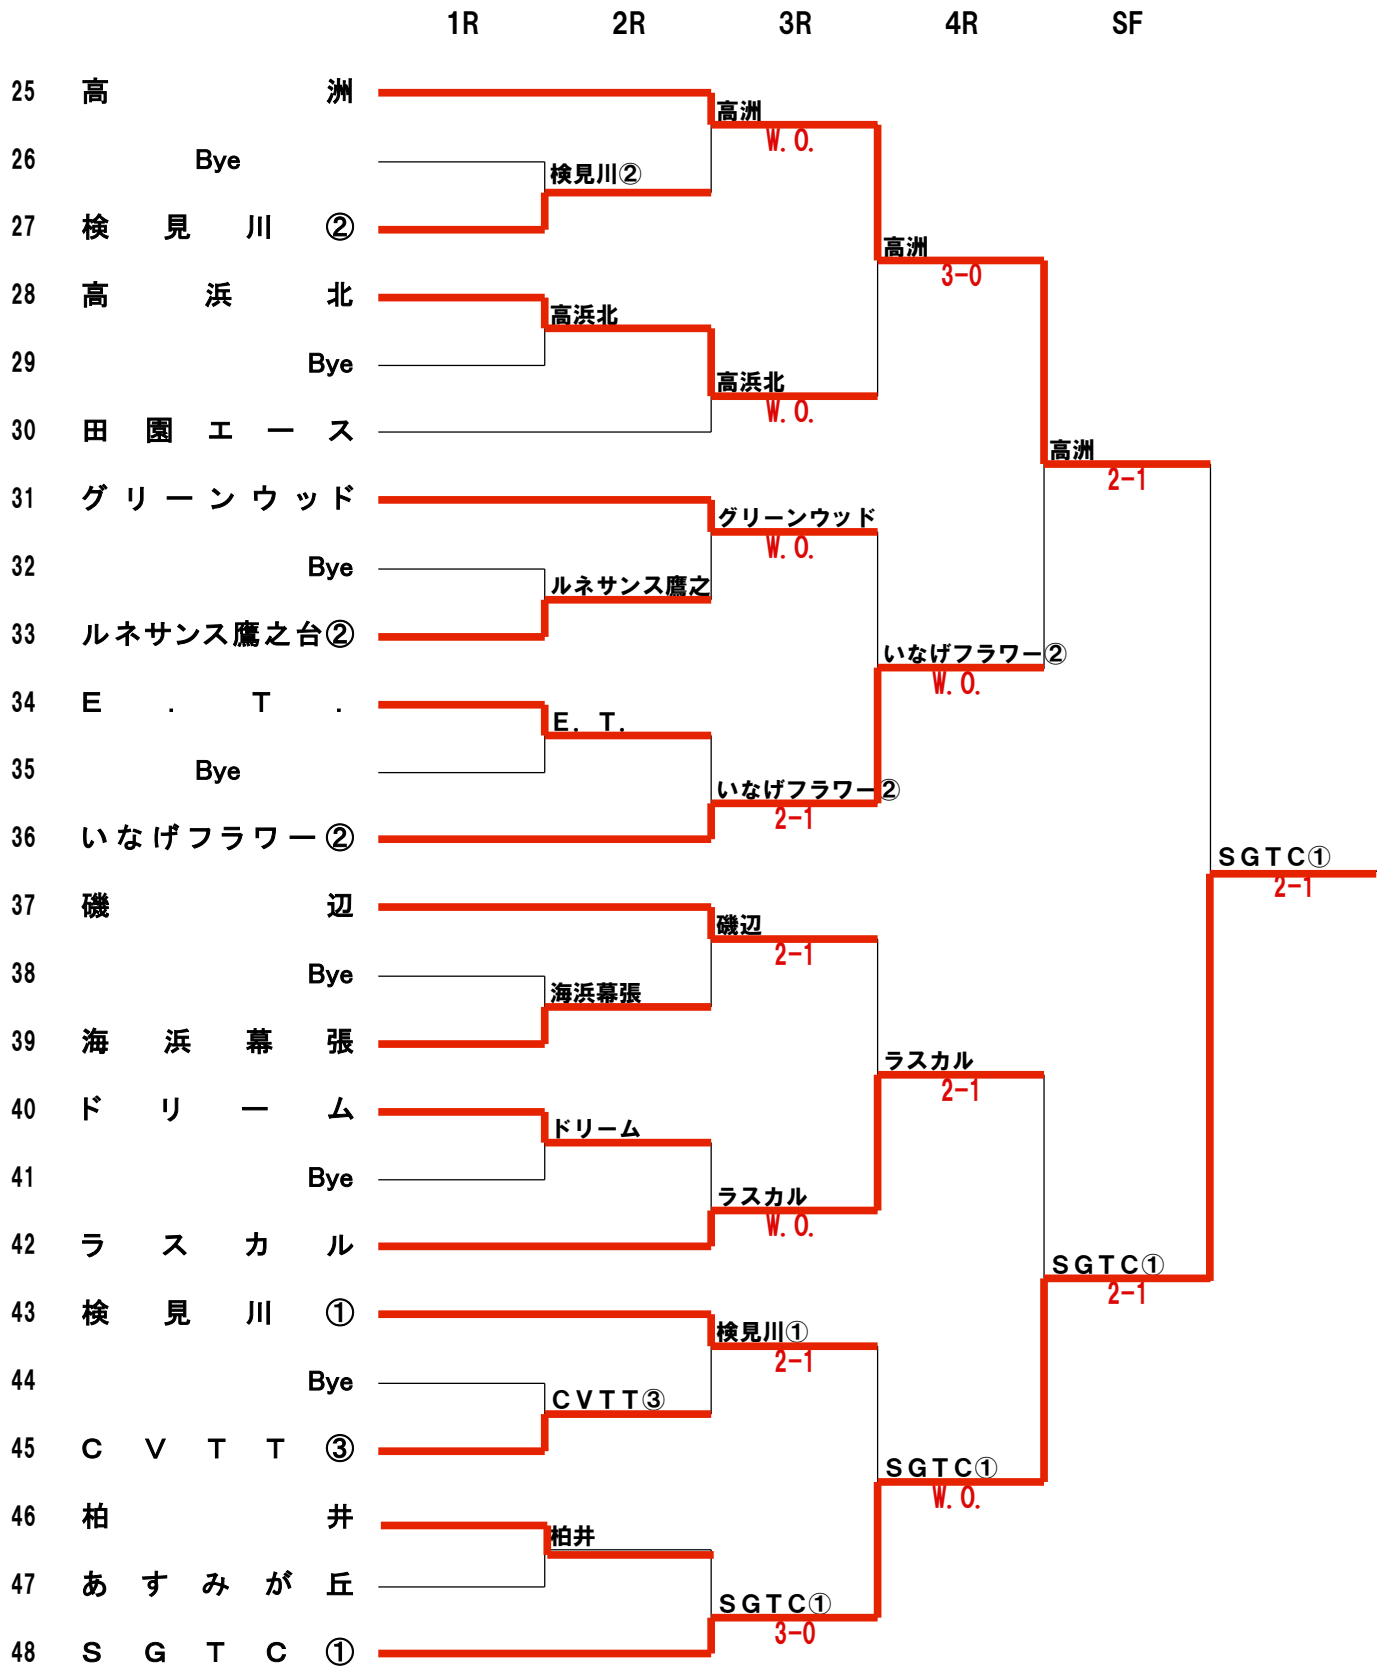 1R 2R 3R 4R SF
25 高洲
高洲
W.O.
26 Bye
検見川②
27 検見川②
高洲
3-0
28 高浜北
高浜北
29 Bye
高浜北
W.O.
30 田園エース
高洲
2-1
31 グリーンウッド
グリーンウッド
W.O.
32 Bye
ルネサンス鷹之
33 ルネサンス鷹之台②
いなげフラワー②
W.O.
34 E.T.
E.T.
35 Bye
いなげフラワー②
2-1
36 いなげフラワー②
SGTC①
2-1
37 磯辺
磯辺
2-1
38 Bye
海浜幕張
39 海浜幕張
ラスカル
2-1
40 ドリーム
ドリーム
41 Bye
ラスカル
W.O.
42 ラスカル
SGTC①
2-1
43 検見川①
検見川①
2-1
44 Bye
CVTT③
45 CVTT③
SGTC①
W.O.
46 柏井
柏井
47 あすみが丘
SGTC①
3-0
48 SGTC①